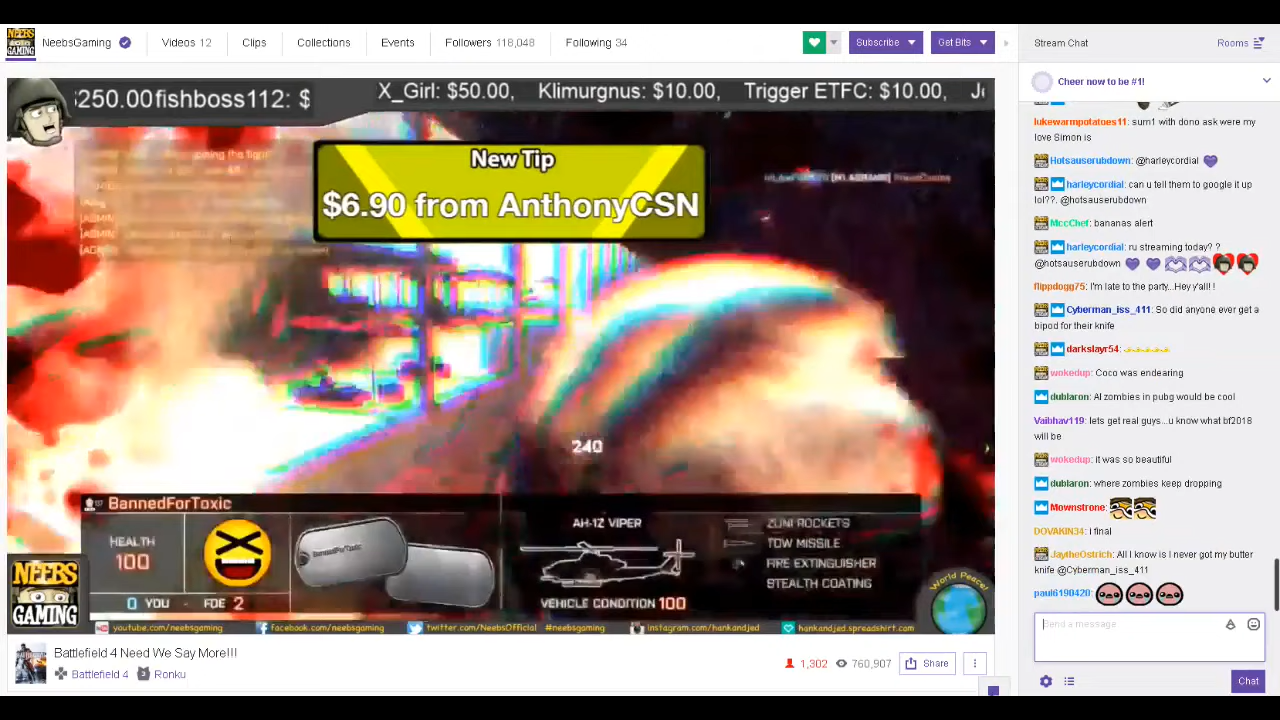 NeebsGaming
Videos 12
Clips
Collections
Events
Followers 118,048
Following 34
Subscribe
Get Bits
Stream Chat
Rooms
Cheer now to be #1!
$250.00fishboss112: $
X_Girl: $50.00, Klimurgnus: $10.00, Trigger ETFC: $10.00,
New Tip
$6.90 from AnthonyCSN
240
BannedForToxic
HEALTH
100
0 YOU - FOE 2
BannedForToxic
AH-1Z VIPER
VEHICLE CONDITION 100
ZUNI ROCKETS
TOW MISSILE
FIRE EXTINGUISHER
STEALTH COATING
NEEBS
GAMING
World Peace!
youtube.com/neebsgaming
facebook.com/neebsgaming
twitter.com/NeebsOfficial #neebsgaming
instagram.com/hankandjed
hankandjed.spreadshirt.com
Battlefield 4 Need We Say More!!!
Battlefield 4
Ronku
1,302
760,907
Share
lukewarmpotatoes11: sum1 with dono ask were my
love Simon is
Hotsauserubdown: @harleycordial
harleycordial: can u tell them to google it up
lol??. @hotsauserubdown
MccChef: bananas alert
harleycordial: ru streaming today? ?
@hotsauserubdown
flippdogg75: I'm late to the party...Hey y'all! !
Cyberman_iss_411: So did anyone ever get a
bipod for their knife
darkslayr54:
wokedup: Coco was endearing
dublaron: Al zombies in pubg would be cool
Vaibhav119: lets get real guys...u know what bf2018
will be
wokedup: it was so beautiful
dublaron: where zombies keep dropping
Mownstrone:
DOVAKIN34: i final
JaytheOstrich: All I know is I never got my butter
knife @Cyberman_iss_411
paul6190420:
Send a message
Chat